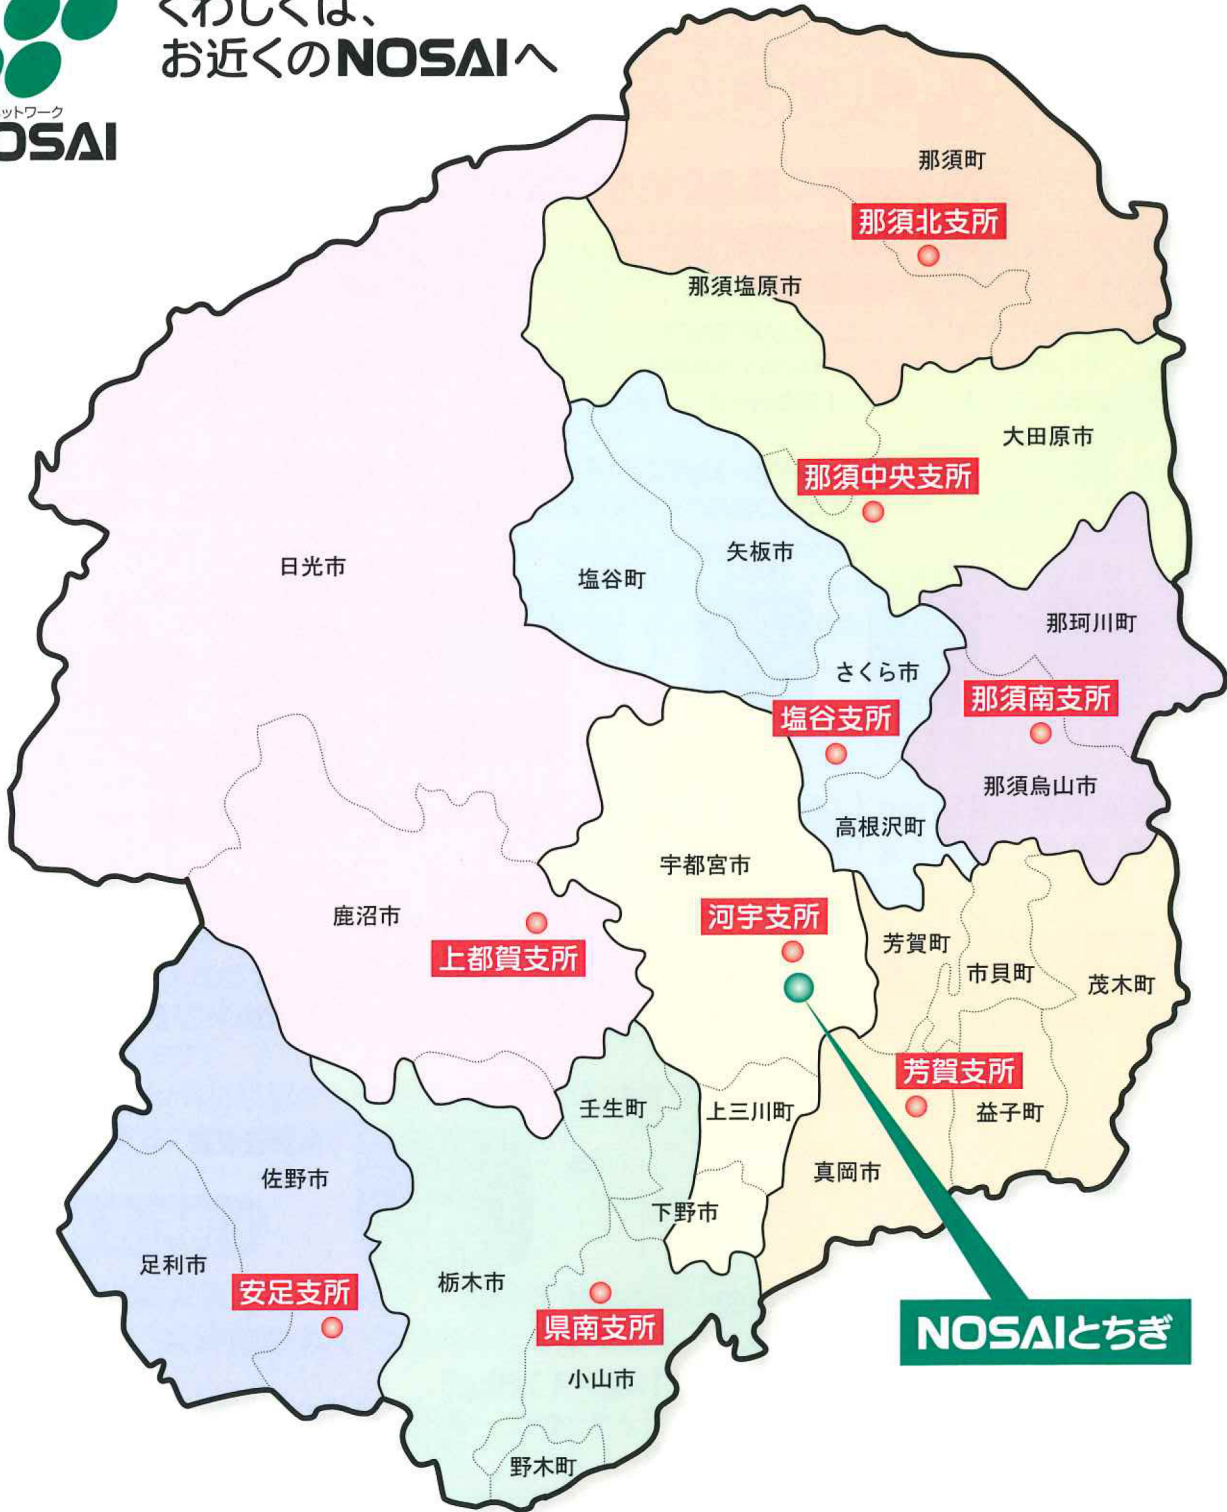 くわしくは、
お近くのNOSAIへ
ットワーク
OSAI
那須町
那須北支所
那須塩原市
大田原市
那須中央支所
矢板市
塩谷町
日光市
那珂川町
さくら市
那須南支所
塩谷支所
那須烏山市
高根沢町
宇都宮市
鹿沼市
河宇支所
上都賀支所
芳賀町
市貝町
茂木町
芳賀支所
壬生町
上三川町
益子町
佐野市
真岡市
下野市
足利市
栃木市
安足支所
県南支所
NOSAIとちぎ
小山市
野木町